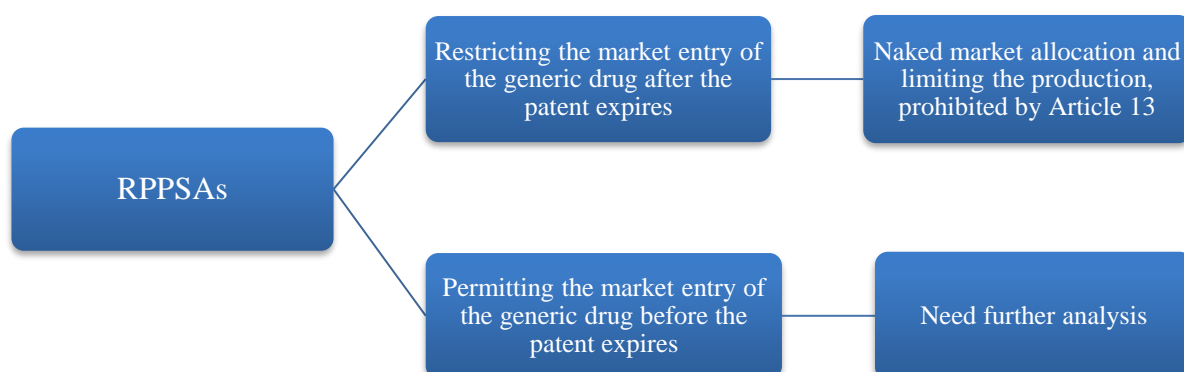 RPPSAs
Restricting the market entry of
the generic drug after the
patent expires
Naked market allocation and
limiting the production,
prohibited by Article 13
Permitting the market entry of
the generic drug before the
patent expires
Need further analysis